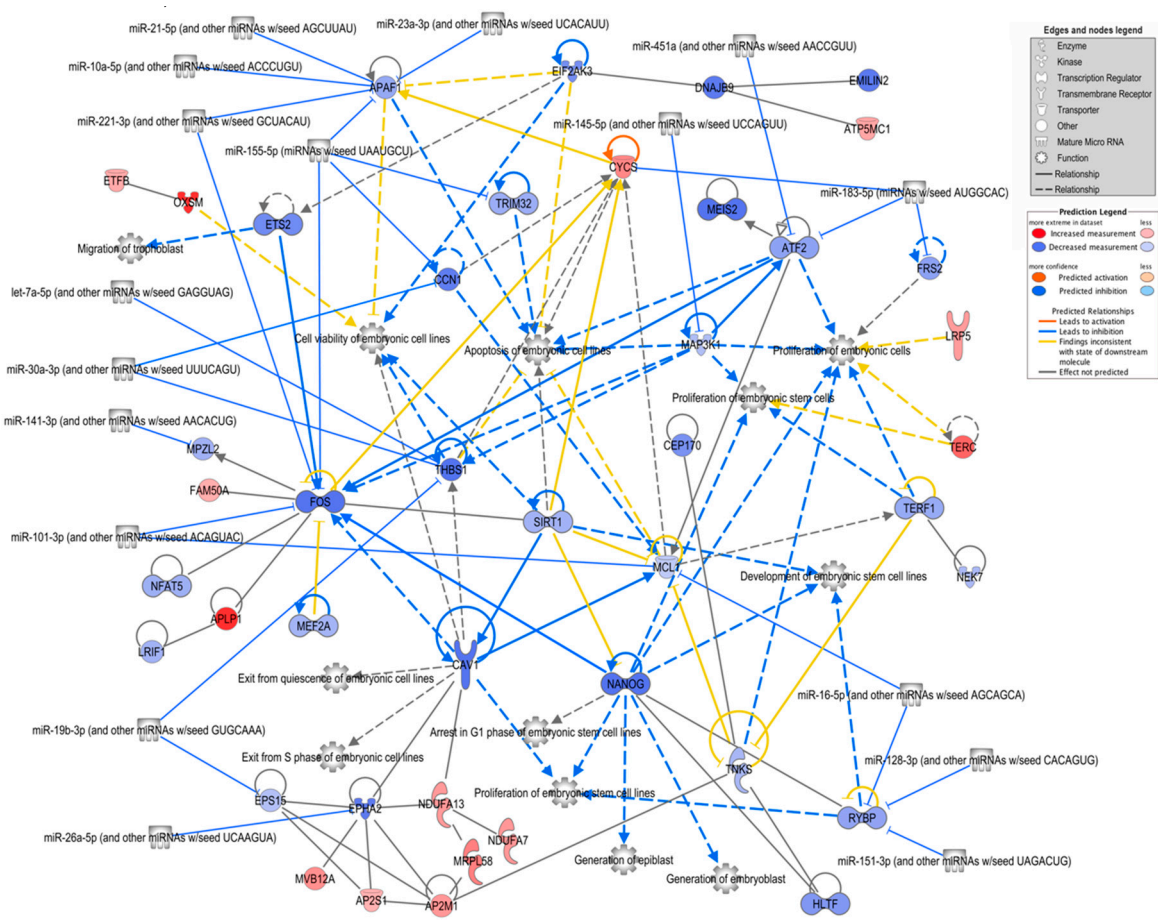 miR-21-5p (and other miRNAs w/seed AGCUUAU)
miR-23a-3p (and other miRNAs w/seed UCACAUU)
miR-451a (and other miRNAs w/seed AACCGUU)
miR-10a-5p (and other miRNAs w/seed ACCCUGU)
EIF2AK3
APAF1
DNAJB9
EMILIN2
miR-221-3p (and other miRNAs w/seed GCUACAU)
miR-145-5p (and other miRNAs w/seed UCCAGUU)
ATP5MC1
miR-155-5p (miRNAs w/seed UAAUGCU)
CYCS
ETFB
OXSM
TRIM32
miR-183-5p (miRNAs w/seed AUGGCAC)
MEIS2
ETS2
Migration of trophoblast
ATF2
FRS2
CCN1
let-7a-5p (and other miRNAs w/seed GAGGUAG)
Cell viability of embryonic cell lines
Apoptosis of embryonic cell lines
MAP3K1
Proliferation of embryonic cells
LRP5
miR-30a-3p (and other miRNAs w/seed UUUCAGU)
Proliferation of embryonic stem cells
miR-141-3p (and other miRNAs w/seed AACACUG)
MPZL2
CEP170
TERC
THBS1
FAM50A
FOS
SIRT1
TERF1
miR-101-3p (and other miRNAs w/seed ACAGUAC)
MCL1
Development of embryonic stem cell lines
NEK7
NFAT5
APLP1
MEF2A
LRIF1
CAV1
Exit from quiescence of embryonic cell lines
NANOG
miR-16-5p (and other miRNAs w/seed AGCAGCA)
miR-19b-3p (and other miRNAs w/seed GUGCAAA)
Arrest in G1 phase of embryonic stem cell lines
Exit from S phase of embryonic cell lines
miR-128-3p (and other miRNAs w/seed CACAGUG)
TNKS
EPS15
EPHA2
NDUFA13
Proliferation of embryonic stem cell lines
RYBP
miR-26a-5p (and other miRNAs w/seed UCAAGUA)
NDUFA7
MRPL58
Generation of epiblast
miR-151-3p (and other miRNAs w/seed UAGACUG)
MVB12A
Generation of embryoblast
AP2S1
AP2M1
HLTF
Edges and nodes legend
Enzyme
Kinase
Transcription Regulator
Transmembrane Receptor
Transporter
Other
Mature Micro RNA
Function
Relationship
Relationship
Prediction Legend
more extreme in dataset less
Increased measurement
Decreased measurement
more confidence less
Predicted activation
Predicted inhibition
Predicted Relationships
Leads to activation
Leads to inhibition
Findings inconsistent
with state of downstream
molecule
Effect not predicted